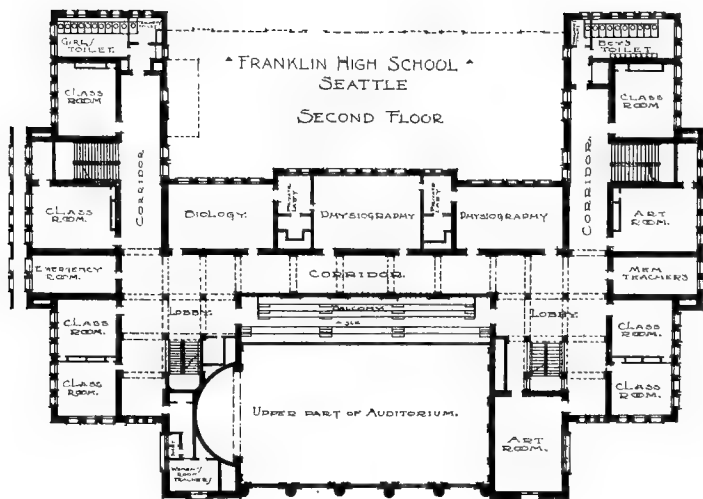 "FRANKLIN HIGH SCHOOL"
SEATTLE
SECOND FLOOR
GIRLS'
TOILET.
BOYS
TOILET.
CLASS
ROOM
CLASS
ROOM
CORRIDOR
CORRIDOR.
CLASS
ROOM.
BIOLOGY.
PHYSIOGRAPHY
PHYSIOGRAPHY
ART
ROOM.
EMERGENCY
ROOM.
CORRIDOR.
MEN
TEACHERS
CLASS
ROOM.
LOBBY.
BALCONY.
LOBBY.
CLASS
ROOM.
CLASS
ROOM.
UPPER PART OF AUDITORIUM.
CLASS
ROOM.
ART
ROOM.
WOMEN'S
ROOM
TEACHERS